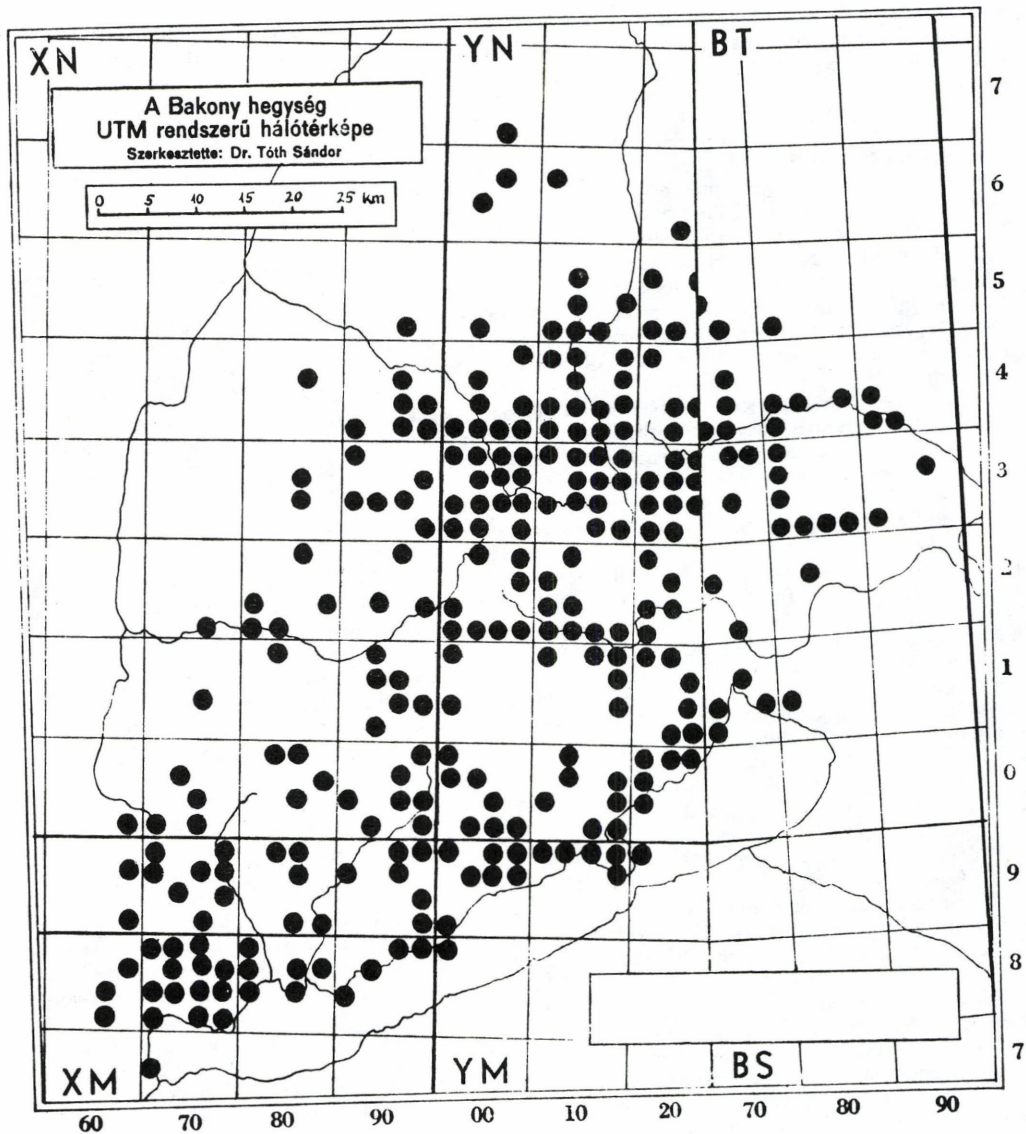 XN YN BT
A Bakony hegység
UTM rendszerű hálótérképe
Szerkesztette: Dr. Tóth Sándor
0 5 10 15 20 25 km
7
6
5
4
3
2
1
0
9
8
7
XM YM BS
60 70 80 90 00 10 20 70 80 90